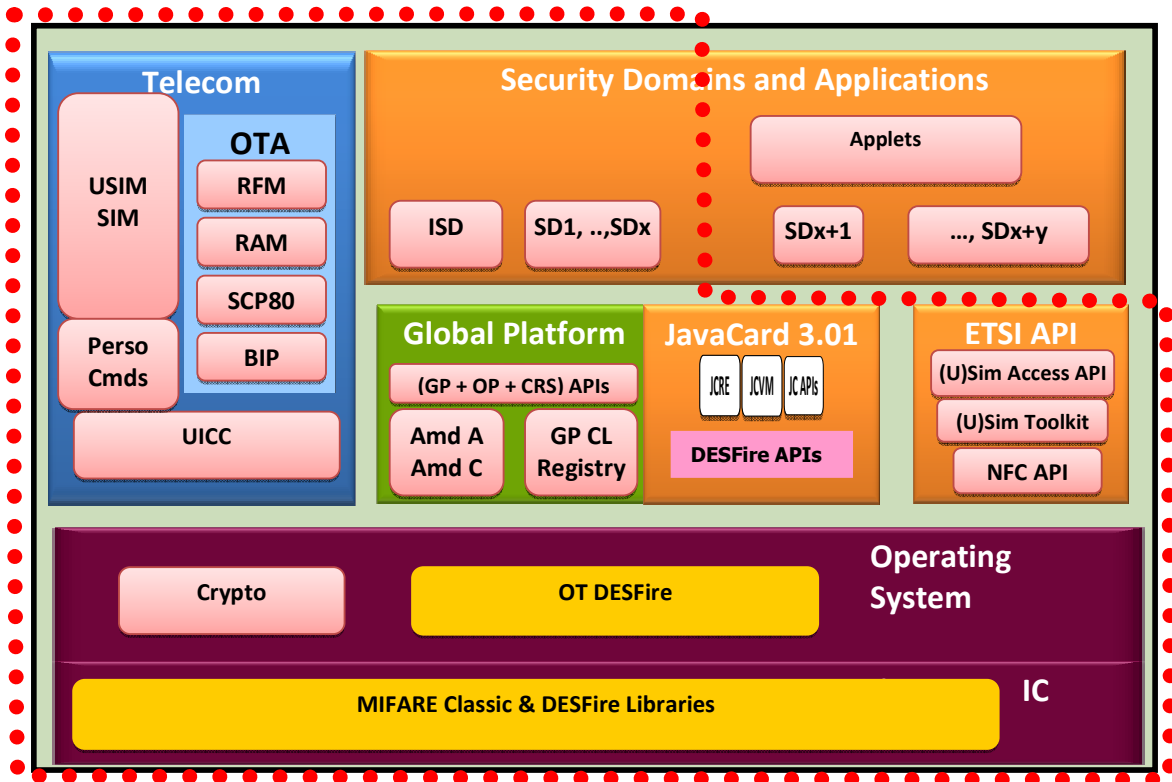 Telecom
USIM
SIM
OTA
RFM
RAM
SCP80
BIP
Perso
Cmds
UICC
Security Domains and Applications
Applets
ISD
SD1, ..,SDx
SDx+1
..., SDx+y
Global Platform
(GP + OP + CRS) APIs
Amd A
Amd C
GP CL
Registry
JavaCard 3.01
JCRE
JCVM
JC APIs
DESFire APIs
ETSI API
(U)Sim Access API
(U)Sim Toolkit
NFC API
Operating
System
Crypto
OT DESFire
IC
MIFARE Classic & DESFire Libraries